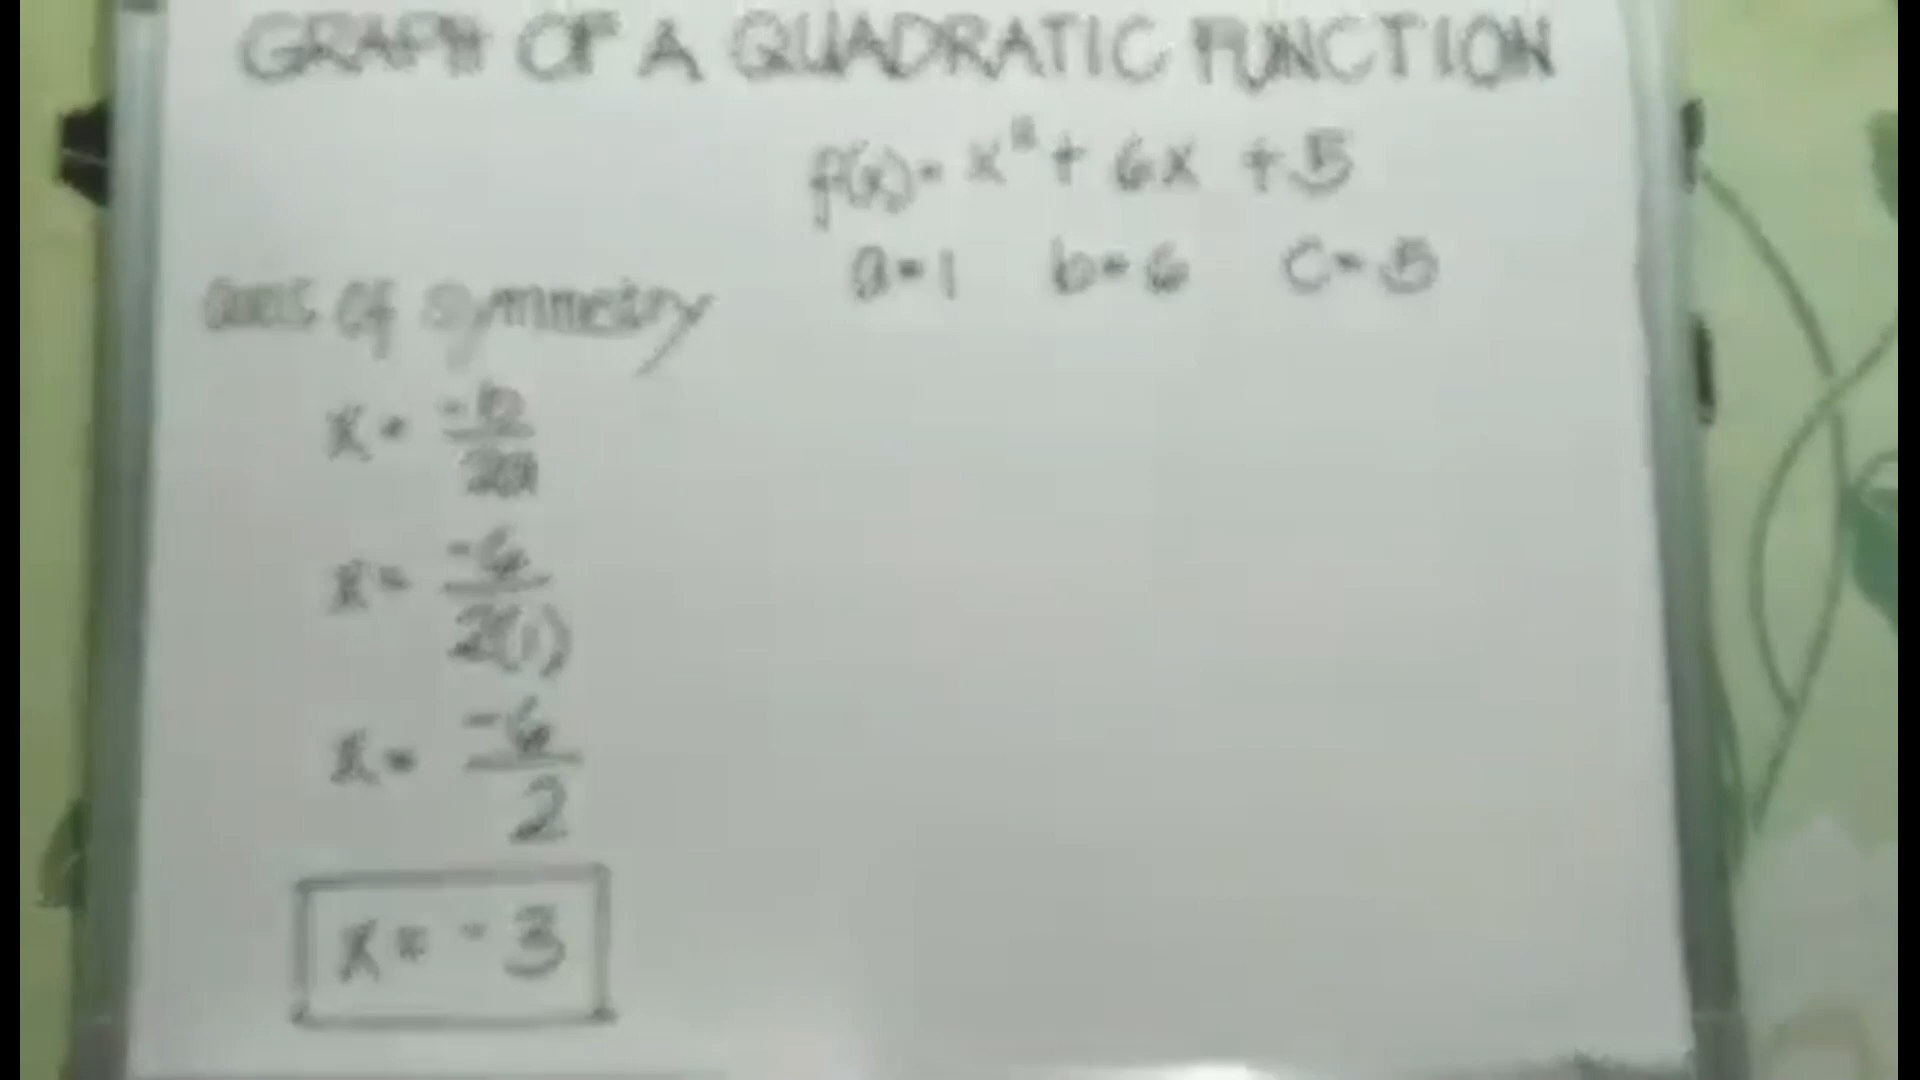 GRAPH OF A QUADRATIC FUNCTION
f(x) = x² + 6x + 5
a = 1 b = 6 c = 5
axis of symmetry
x = -b/2a
x = -6/2(1)
x = -6/2
x = -3